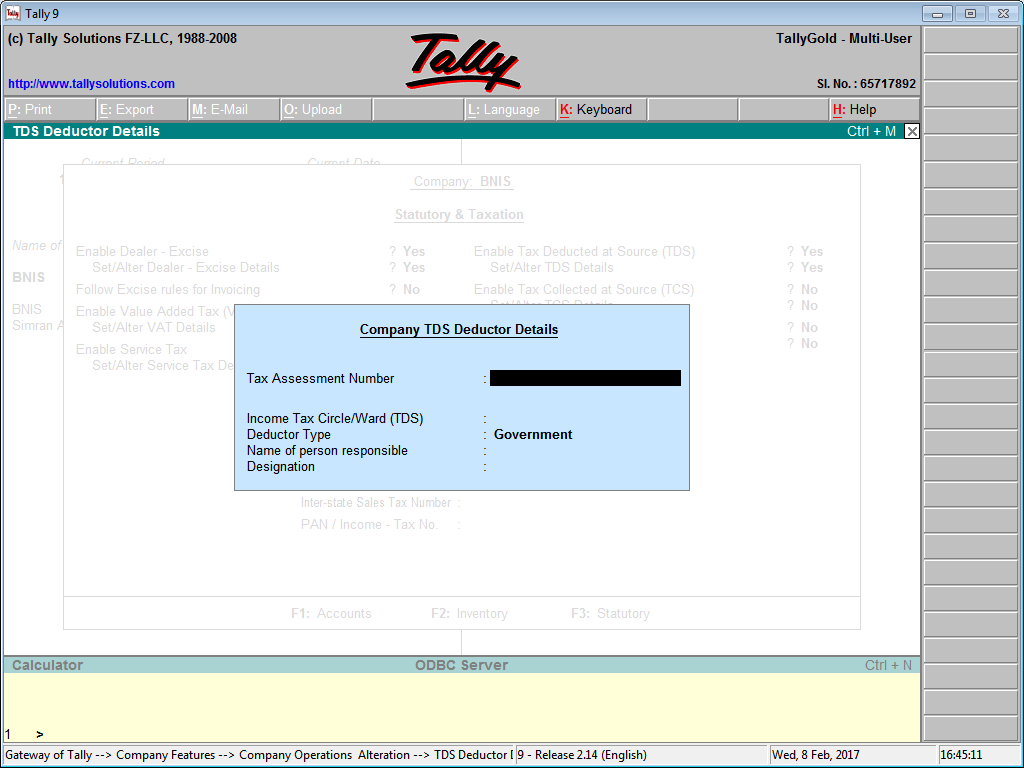 Tally 9
(c) Tally Solutions FZ-LLC, 1988-2008
Tally
TallyGold - Multi-User
http://www.tallysolutions.com
Sl. No. : 65717892
P: Print E: Export M: E-Mail O: Upload L: Language K: Keyboard H: Help
TDS Deductor Details Ctrl + M
Current Period Current Date
Company: BNIS
Statutory & Taxation
Name of
Enable Dealer - Excise ? Yes Enable Tax Deducted at Source (TDS) ? Yes
Set/Alter Dealer - Excise Details ? Yes Set/Alter TDS Details ? Yes
BNIS
Follow Excise rules for Invoicing ? No Enable Tax Collected at Source (TCS) ? No
Set/Alter TCS Details ? No
BNIS Enable Value Added Tax (V
Simran A Set/Alter VAT Details ? No
Enable Service Tax ? No
Set/Alter Service Tax De
Company TDS Deductor Details
Tax Assessment Number :
Income Tax Circle/Ward (TDS) :
Deductor Type : Government
Name of person responsible :
Designation :
Inter-state Sales Tax Number :
PAN / Income - Tax No. :
F1: Accounts F2: Inventory F3: Statutory
Calculator ODBC Server Ctrl + N
1 >
Gateway of Tally --> Company Features --> Company Operations Alteration --> TDS Deductor D 9 - Release 2.14 (English) Wed, 8 Feb, 2017 16:45:11